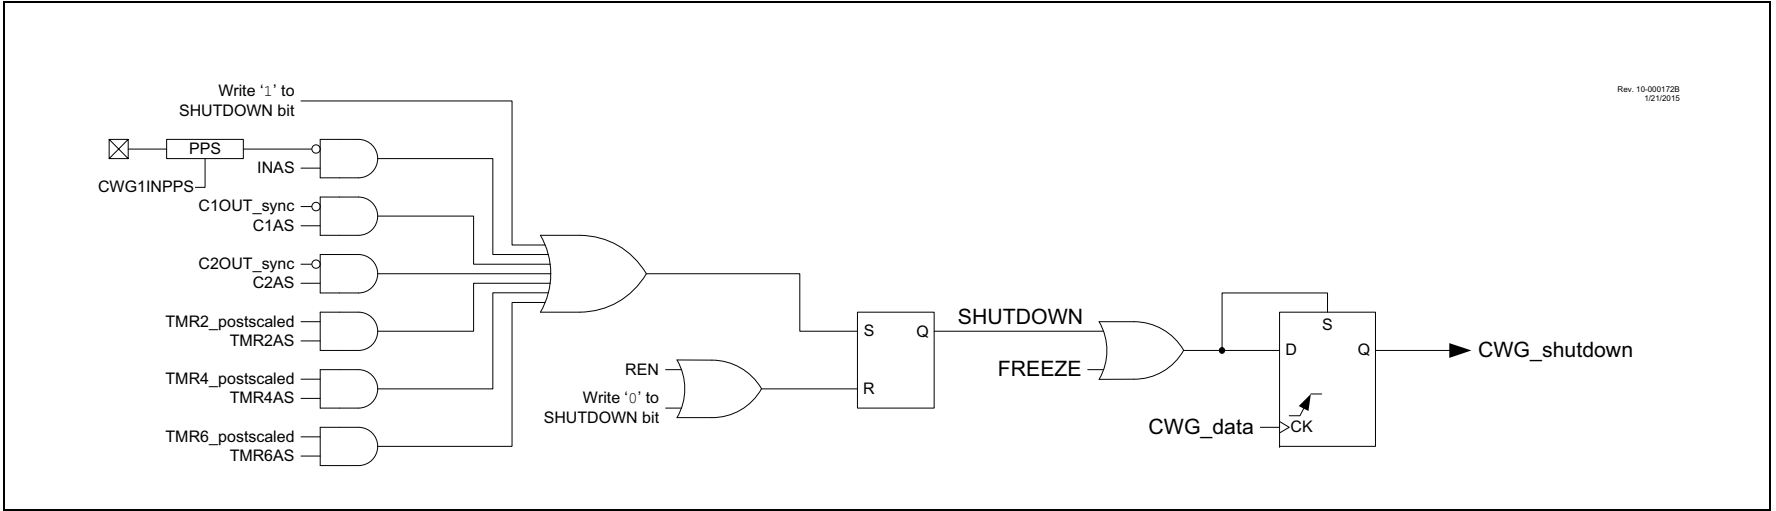 Write ‘1’ to
SHUTDOWN bit
Rev. 10-000172B
1/21/2015
PPS
INAS
CWG1INPPS
C1OUT_sync
C1AS
C2OUT_sync
C2AS
TMR2_postscaled
TMR2AS
TMR4_postscaled
TMR4AS
TMR6_postscaled
TMR6AS
REN
Write ‘0’ to
SHUTDOWN bit
S
Q
R
SHUTDOWN
FREEZE
S
D
Q
CWG_data
CK
CWG_shutdown